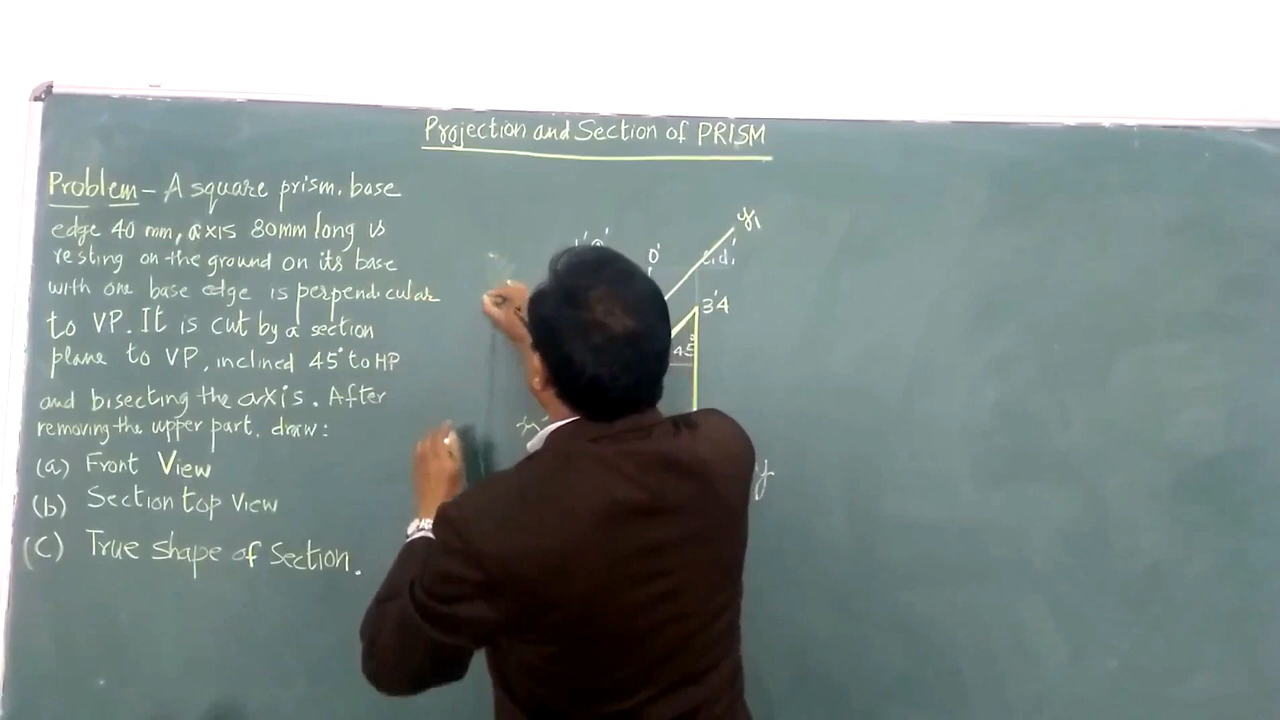 Projection and Section of PRISM
Problem - A square prism, base
edge 40 mm, axis 80mm long is
resting on the ground on its base
with one base edge is perpendicular
to VP. It is cut by a section
plane to VP, inclined 45° to HP
and bisecting the axis. After
removing the upper part, draw:
(a) Front View
(b) Section top View
(C) True shape of Section.
y₁
o'
3'4
45°
y